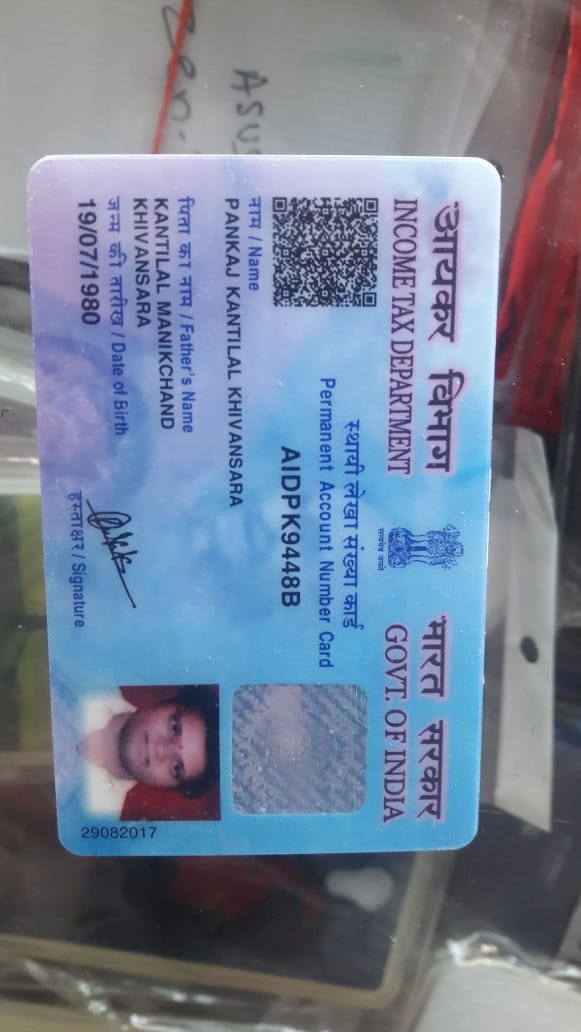 ASUS
zen-
आयकर विभाग
INCOME TAX DEPARTMENT
सत्यमेव जयते
भारत सरकार
GOVT. OF INDIA
स्थायी लेखा संख्या कार्ड
Permanent Account Number Card
AIDPK9448B
नाम / Name
PANKAJ KANTILAL KHIVANSARA
पिता का नाम / Father's Name
KANTILAL MANIKCHAND
KHIVANSARA
जन्म की तारीख / Date of Birth
19/07/1980
हस्ताक्षर / Signature
29082017